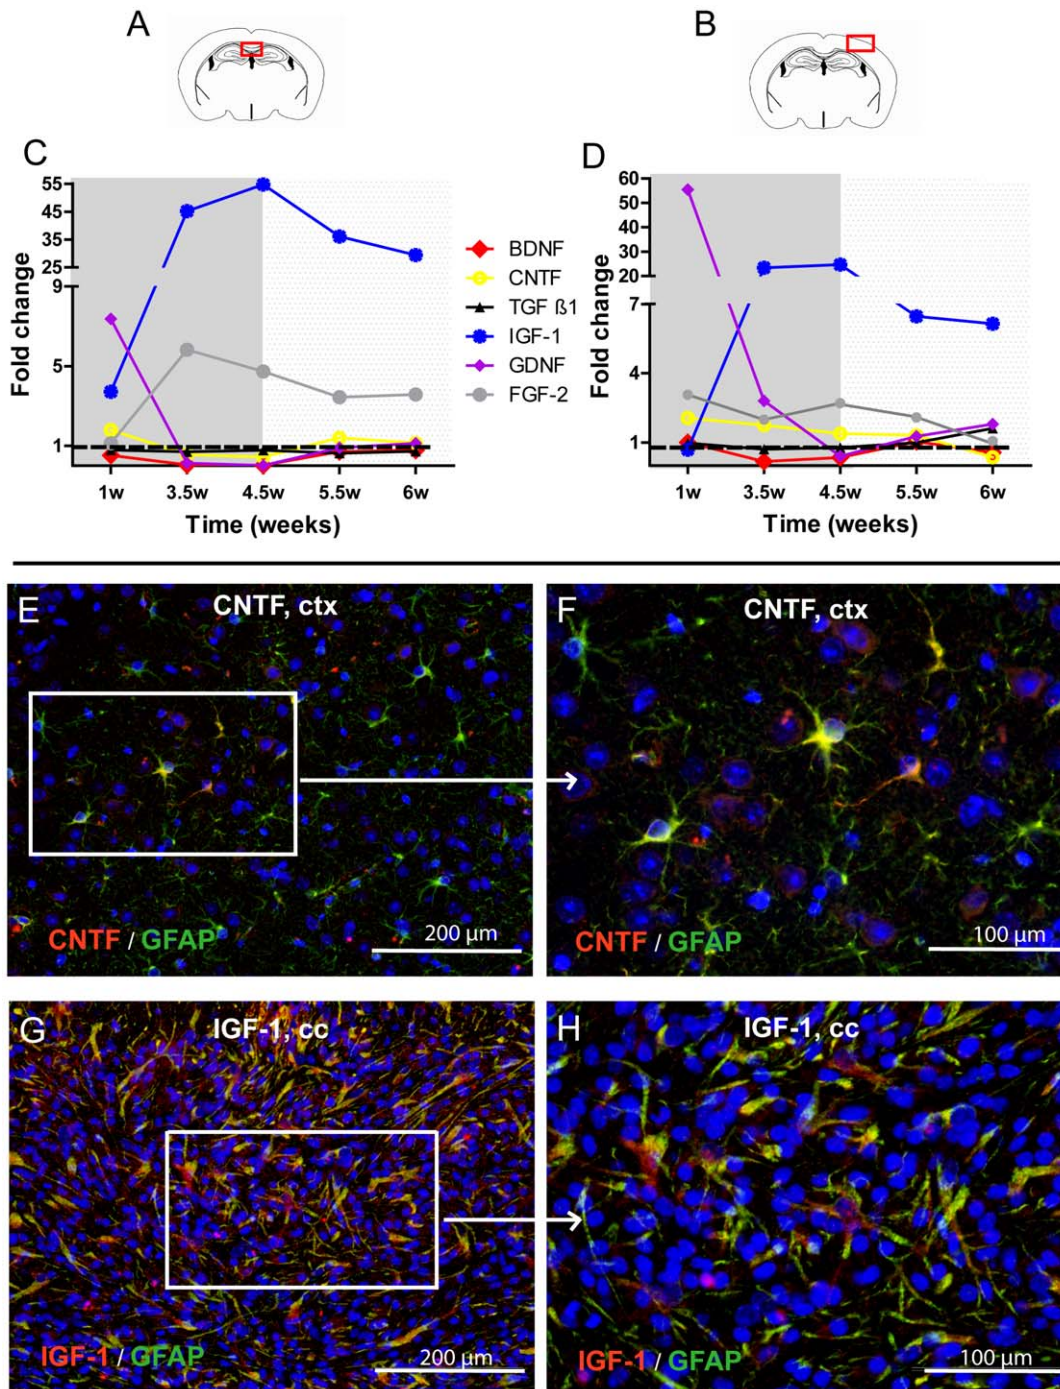 A
B
C
55
45
35
25
9
5
1
Fold change
1w
3.5w
4.5w
5.5w
6w
Time (weeks)
BDNF
CNTF
TGF ß1
IGF-1
GDNF
FGF-2
D
60
50
40
30
20
7
4
1
Fold change
1w
3.5w
4.5w
5.5w
6w
Time (weeks)
E
CNTF, ctx
CNTF / GFAP
200 µm
F
CNTF, ctx
CNTF / GFAP
100 µm
G
IGF-1, cc
IGF-1 / GFAP
200 µm
H
IGF-1, cc
IGF-1 / GFAP
100 µm